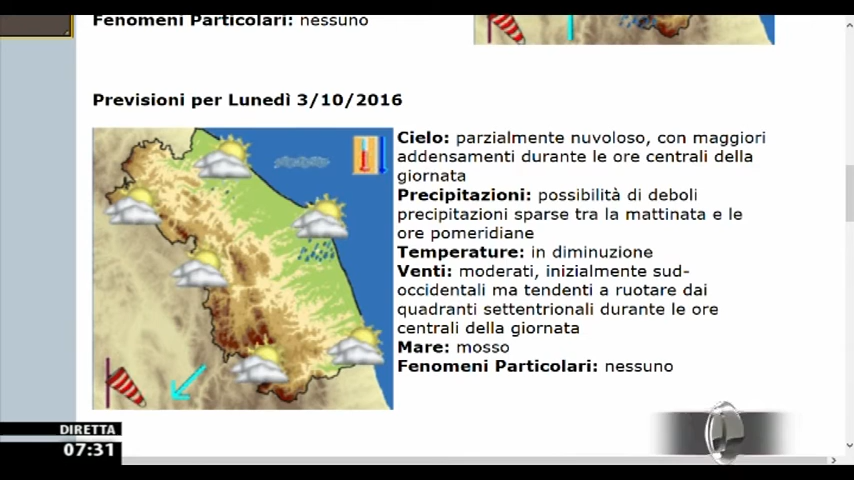 Fenomeni Particolari: nessuno
Previsioni per Lunedì 3/10/2016
Cielo: parzialmente nuvoloso, con maggiori
addensamenti durante le ore centrali della
giornata
Precipitazioni: possibilità di deboli
precipitazioni sparse tra la mattinata e le
ore pomeridiane
Temperature: in diminuzione
Venti: moderati, inizialmente sud-
occidentali ma tendenti a ruotare dai
quadranti settentrionali durante le ore
centrali della giornata
Mare: mosso
Fenomeni Particolari: nessuno
DIRETTA
07:31